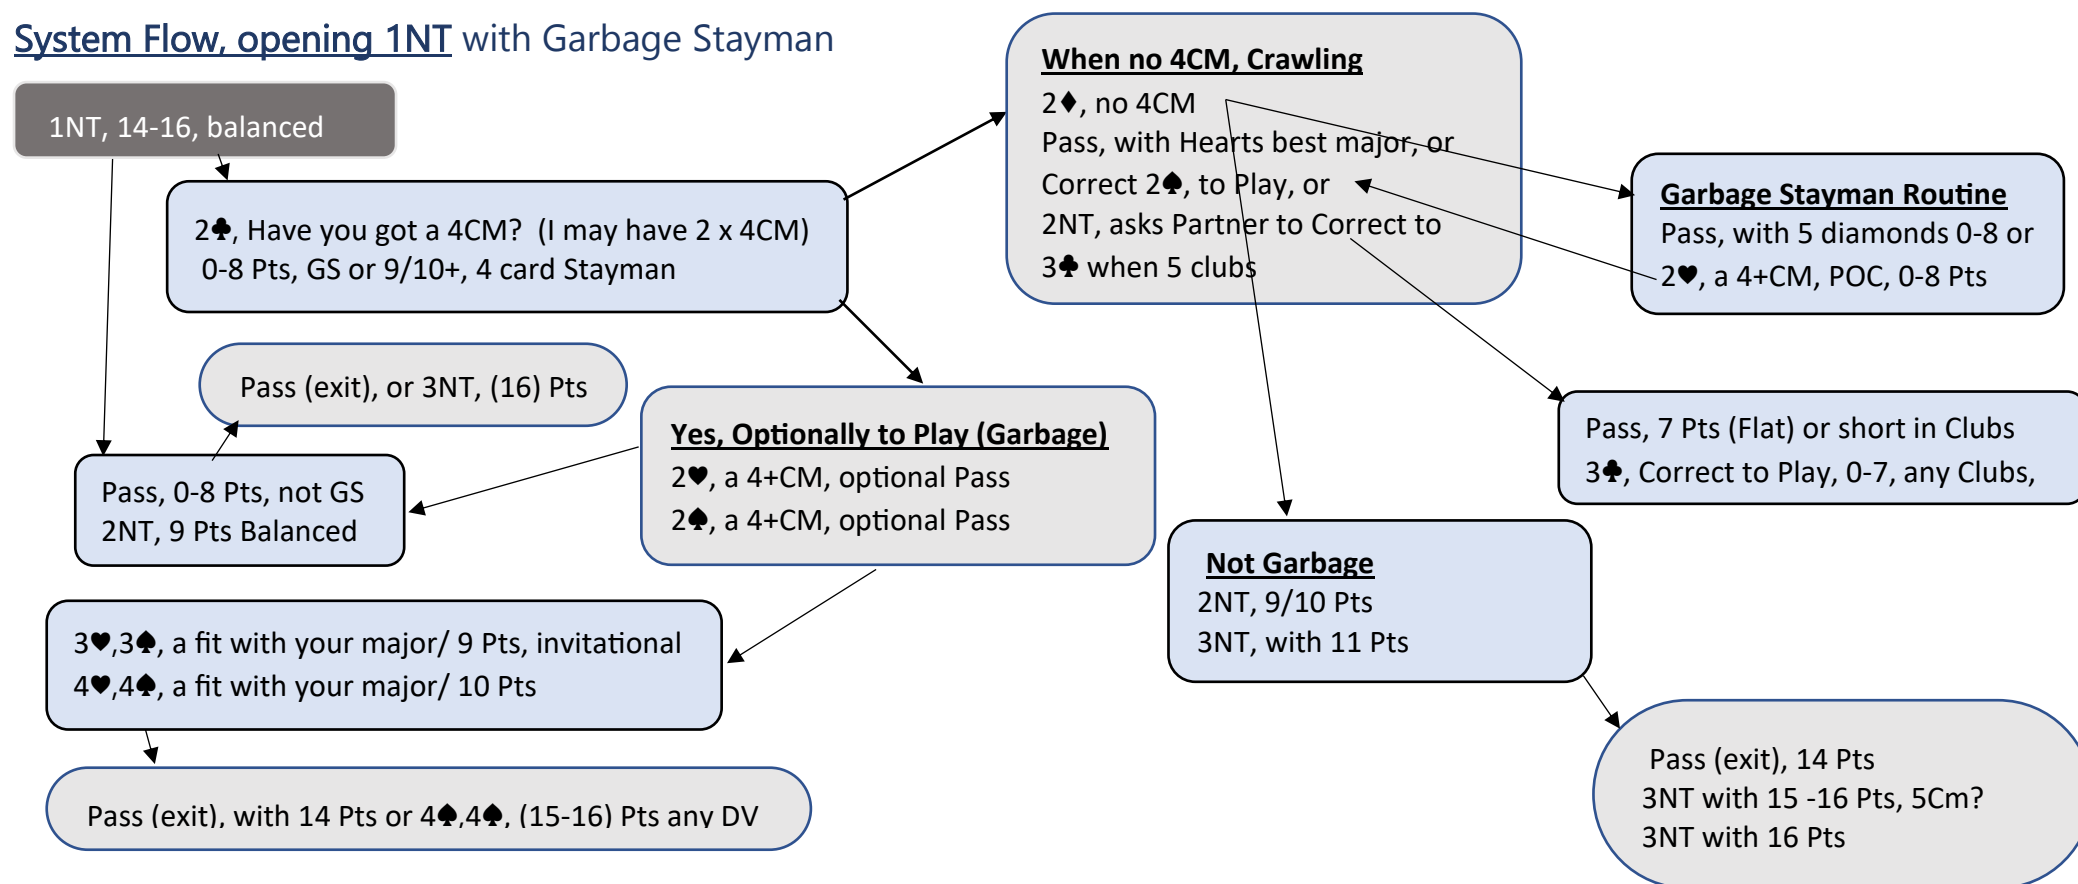 System Flow, opening 1NT with Garbage Stayman
1NT, 14-16, balanced
2♣, Have you got a 4CM? (I may have 2 x 4CM)
0-8 Pts, GS or 9/10+, 4 card Stayman
When no 4CM, Crawling
2♦, no 4CM
Pass, with Hearts best major, or
Correct 2♠, to Play, or
2NT, asks Partner to Correct to
3♣ when 5 clubs
Garbage Stayman Routine
Pass, with 5 diamonds 0-8 or
2♥, a 4+CM, POC, 0-8 Pts
Pass (exit), or 3NT, (16) Pts
Pass, 0-8 Pts, not GS
2NT, 9 Pts Balanced
Yes, Optionally to Play (Garbage)
2♥, a 4+CM, optional Pass
2♠, a 4+CM, optional Pass
Pass, 7 Pts (Flat) or short in Clubs
3♣, Correct to Play, 0-7, any Clubs,
Not Garbage
2NT, 9/10 Pts
3NT, with 11 Pts
3♥,3♠, a fit with your major/ 9 Pts, invitational
4♥,4♠, a fit with your major/ 10 Pts
Pass (exit), with 14 Pts or 4♠,4♠, (15-16) Pts any DV
Pass (exit), 14 Pts
3NT with 15 -16 Pts, 5Cm?
3NT with 16 Pts